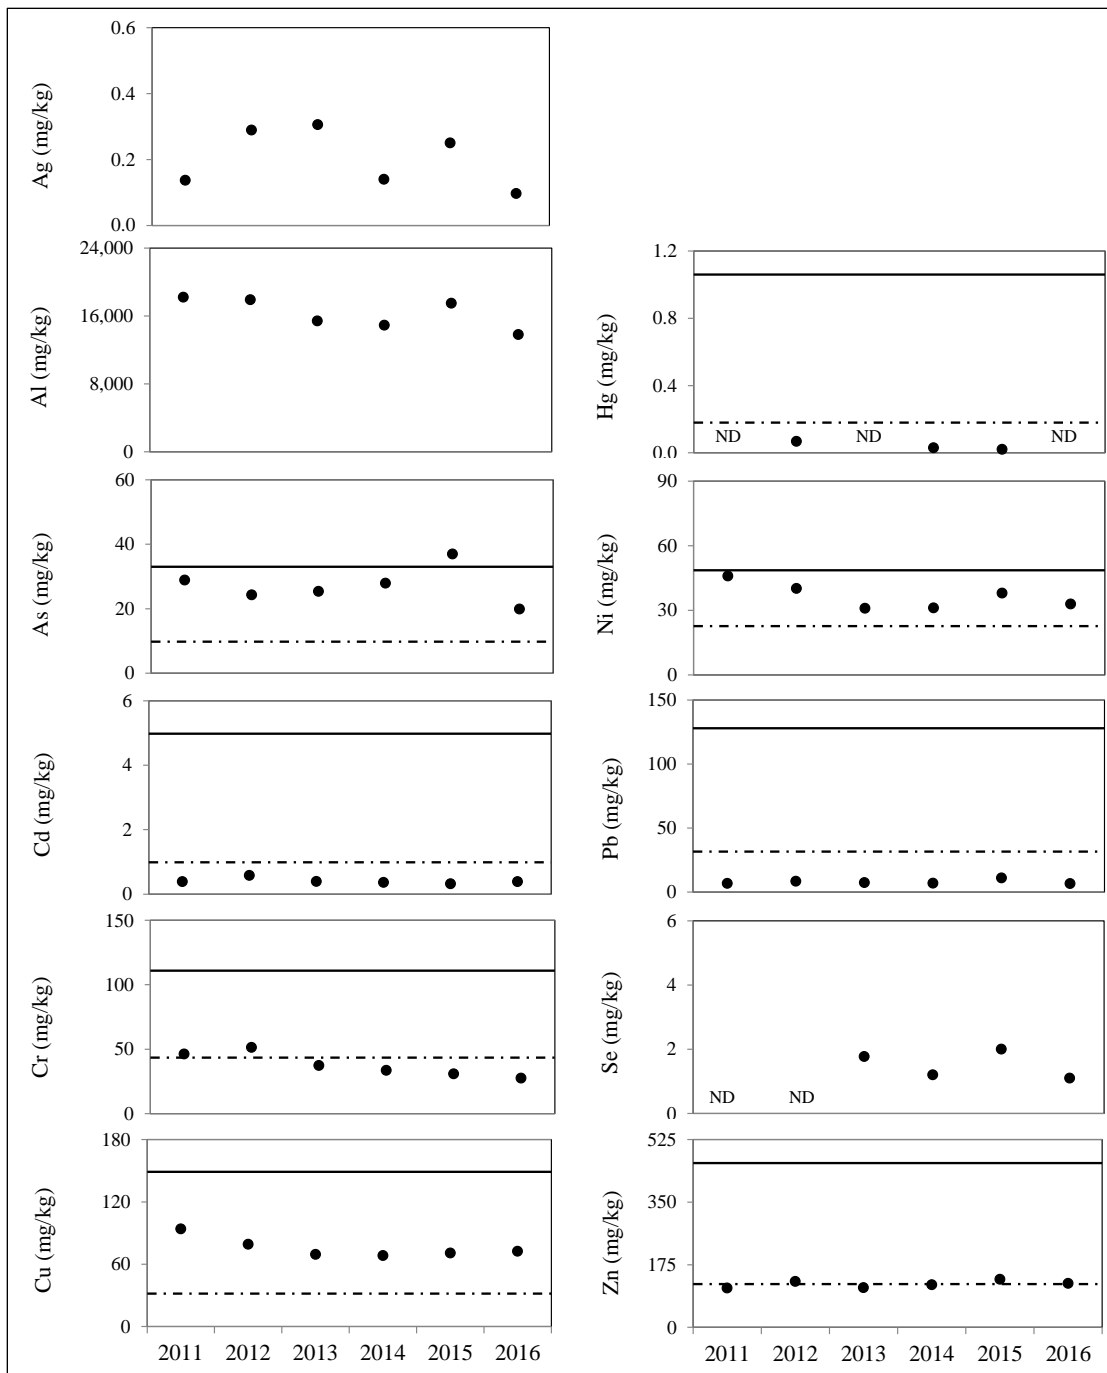 Ag (mg/kg)
0.6
0.4
0.2
0.0
Al (mg/kg)
24,000
16,000
8,000
0
As (mg/kg)
60
40
20
0
Cd (mg/kg)
6
4
2
0
Cr (mg/kg)
150
100
50
0
Cu (mg/kg)
180
120
60
0
2011 2012 2013 2014 2015 2016
Hg (mg/kg)
1.2
0.8
0.4
0.0
ND ND ND
Ni (mg/kg)
90
60
30
0
Pb (mg/kg)
150
100
50
0
Se (mg/kg)
6
4
2
0
ND ND
Zn (mg/kg)
525
350
175
0
2011 2012 2013 2014 2015 2016